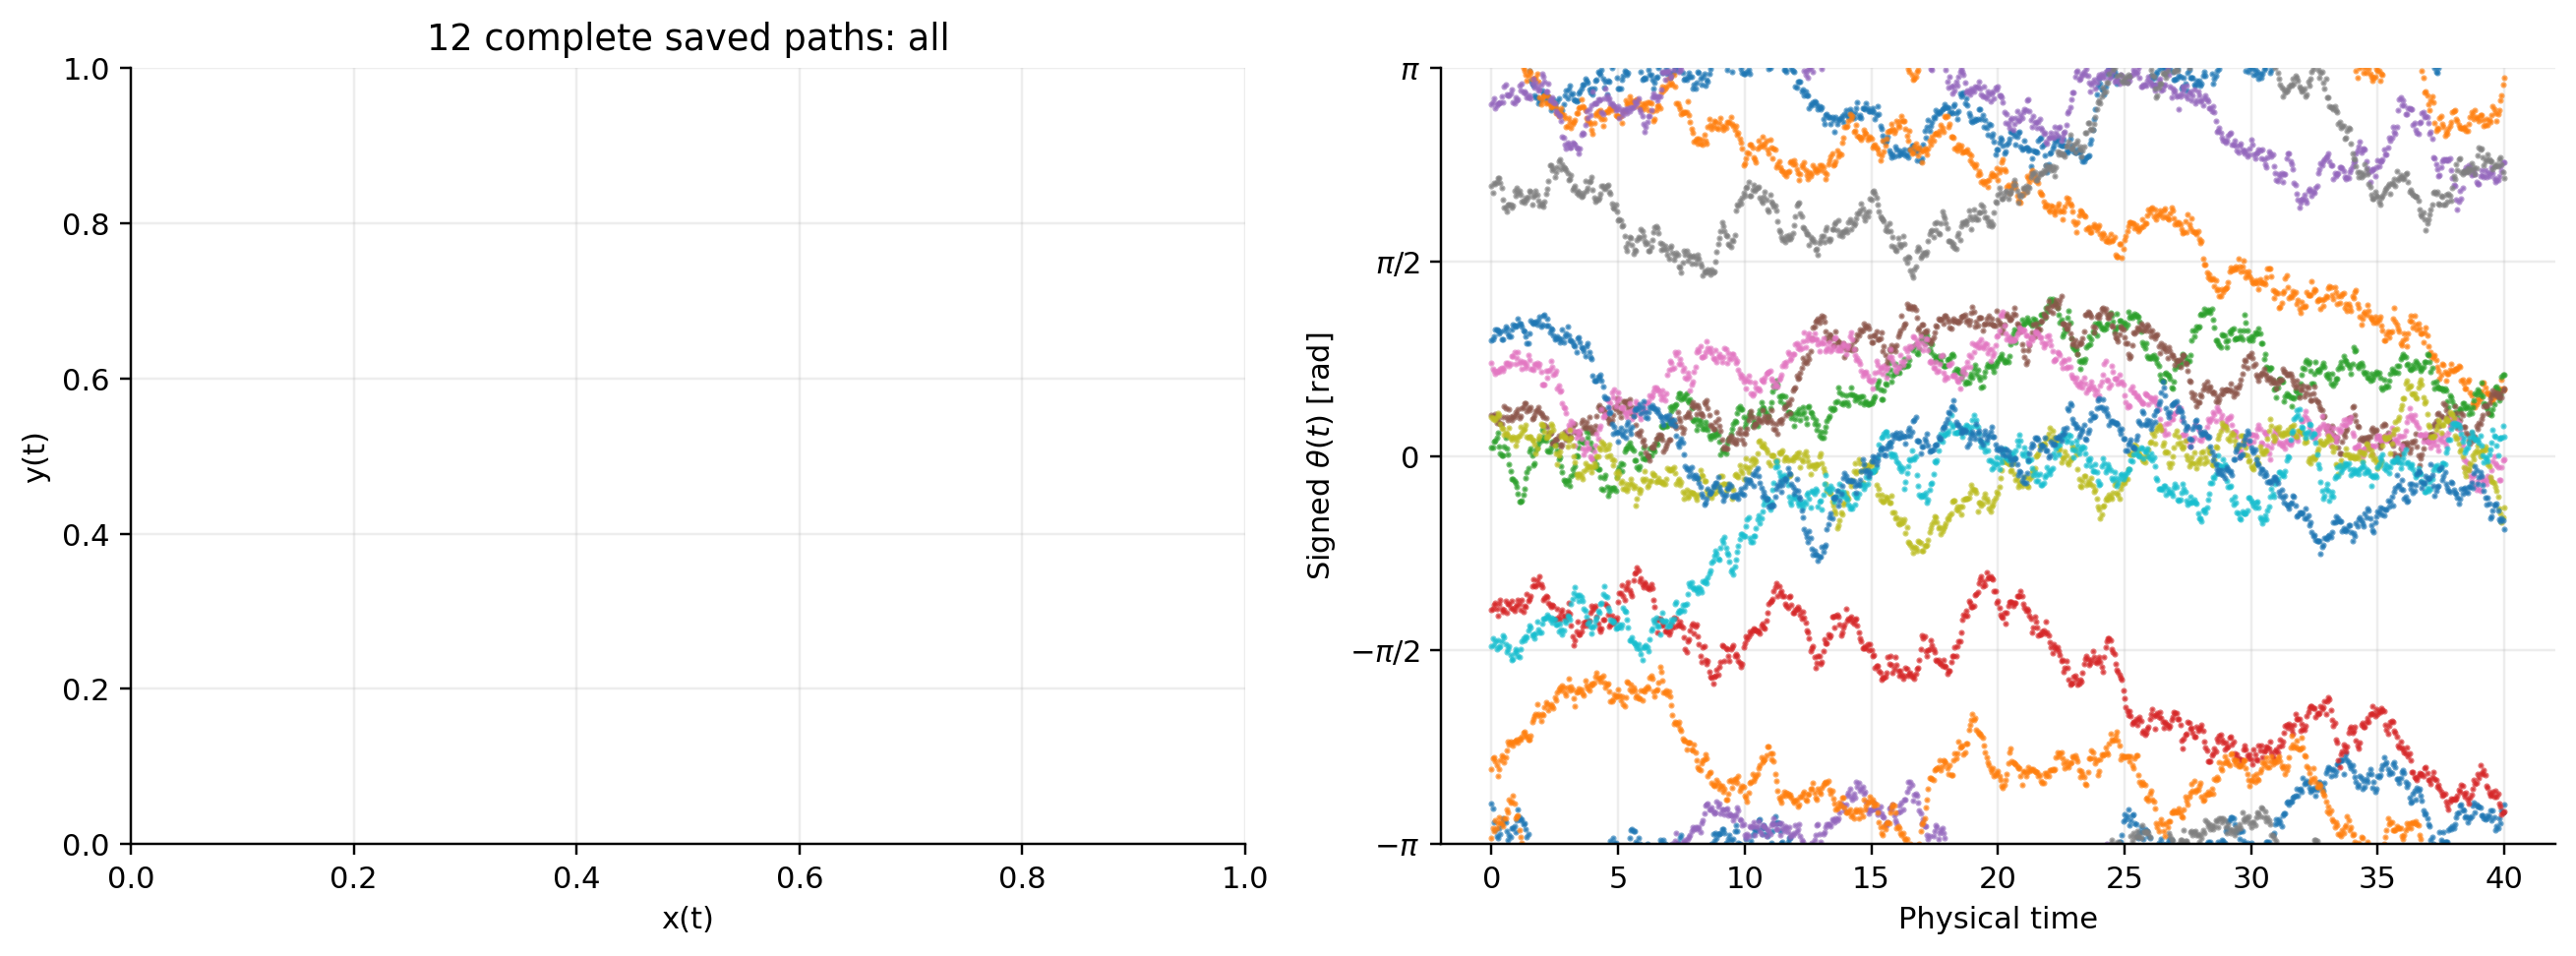 12 complete saved paths: all
1.0
0.8
0.6
0.4
0.2
0.0
y(t)
0.0 0.2 0.4 0.6 0.8 1.0
x(t)
π
π/2
0
−π/2
−π
Signed θ(t) [rad]
0 5 10 15 20 25 30 35 40
Physical time